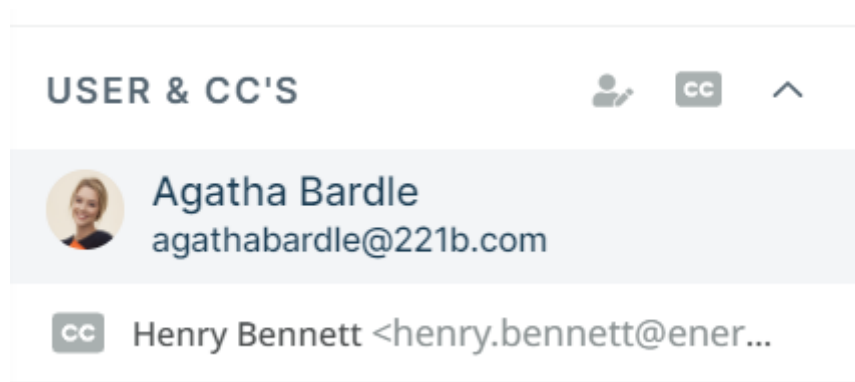 USER & CC'S CC
Agatha Bardle
agathabardle@221b.com
CC Henry Bennett <henry.bennett@ener...